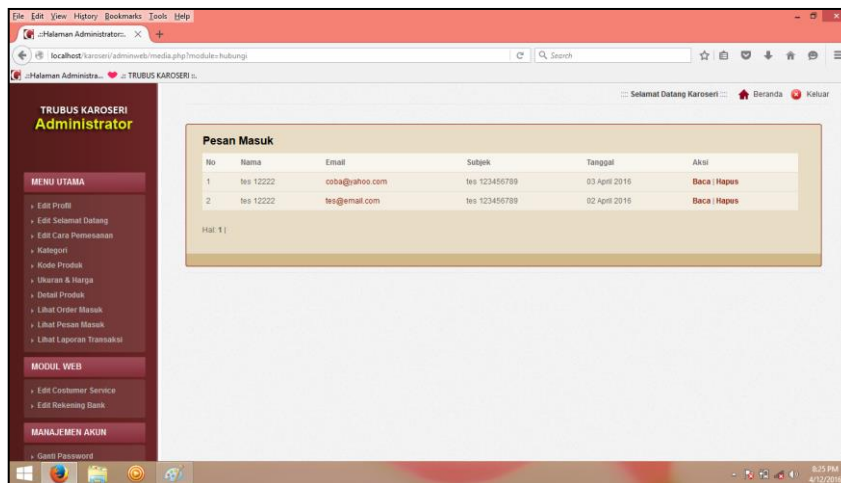 File Edit View History Bookmarks Tools Help
.::Halaman Administrator::.
localhost/karoseri/adminweb/media.php?module=hubungi
Search
.::Halaman Administra... .: TRUBUS KAROSERI ::.
:::: Selamat Datang Karoseri :::: Beranda Keluar
TRUBUS KAROSERI
Administrator
MENU UTAMA
Edit Profil
Edit Selamat Datang
Edit Cara Pemesanan
Kategori
Kode Produk
Ukuran & Harga
Detail Produk
Lihat Order Masuk
Lihat Pesan Masuk
Lihat Laporan Transaksi
MODUL WEB
Edit Costumer Service
Edit Rekening Bank
MANAJEMEN AKUN
Ganti Password
Pesan Masuk
No Nama Email Subjek Tanggal Aksi
1 tes 12222 coba@yahoo.com tes 123456789 03 April 2016 Baca | Hapus
2 tes 12222 tes@email.com tes 123456789 02 April 2016 Baca | Hapus
Hal: 1 |
8:25 PM
4/12/2016